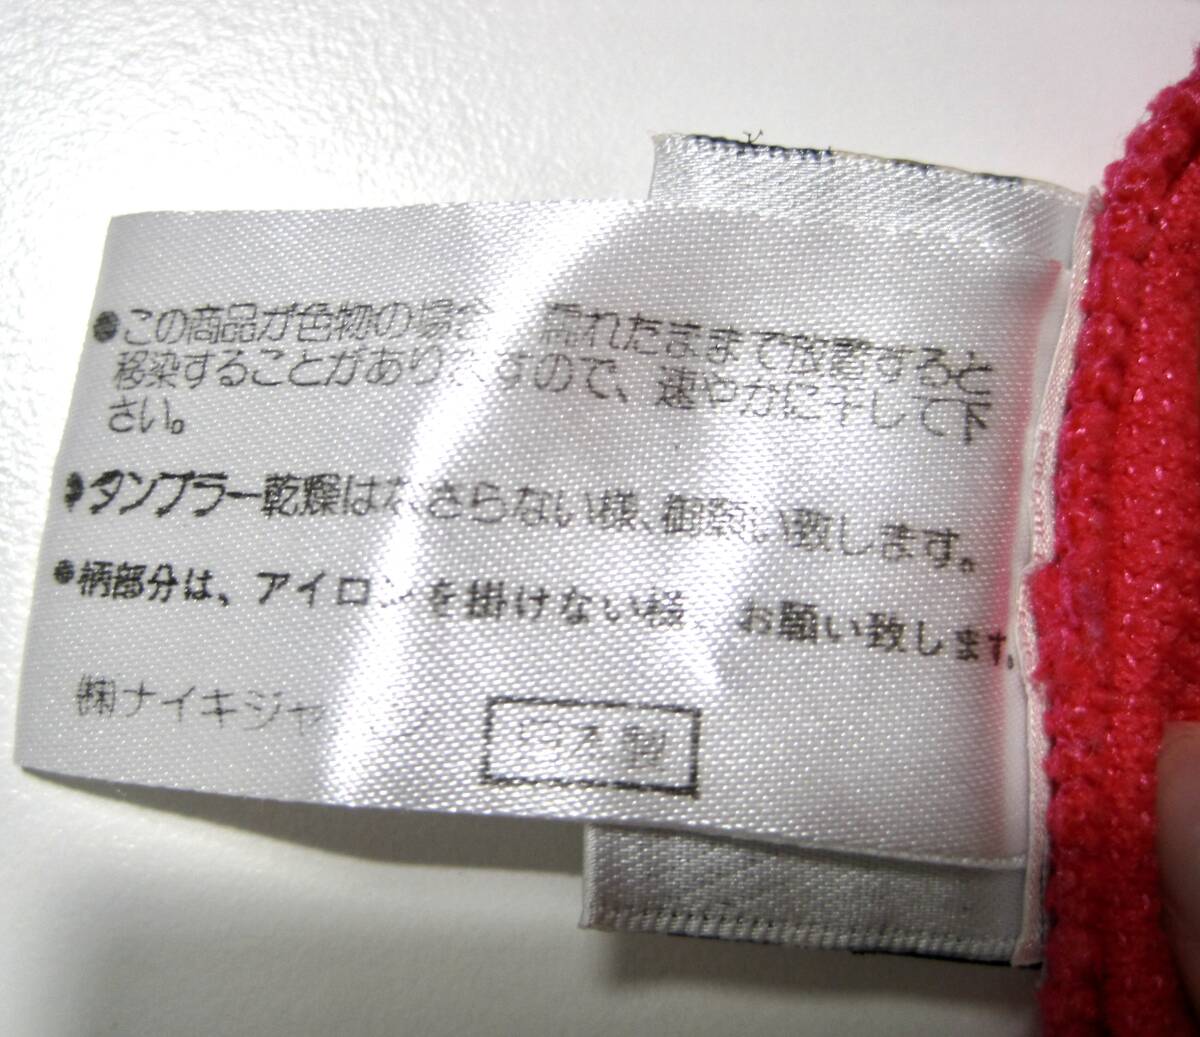 ●この商品が色物の場合 濡れたままで放置すると
移染することがありますので、速やかに干して下
さい。
●タンブラー乾燥はなさらない様、御願い致します。
●柄部分は、アイロンを掛けない様、お願い致します。
㈱ナイキジャ
日本製